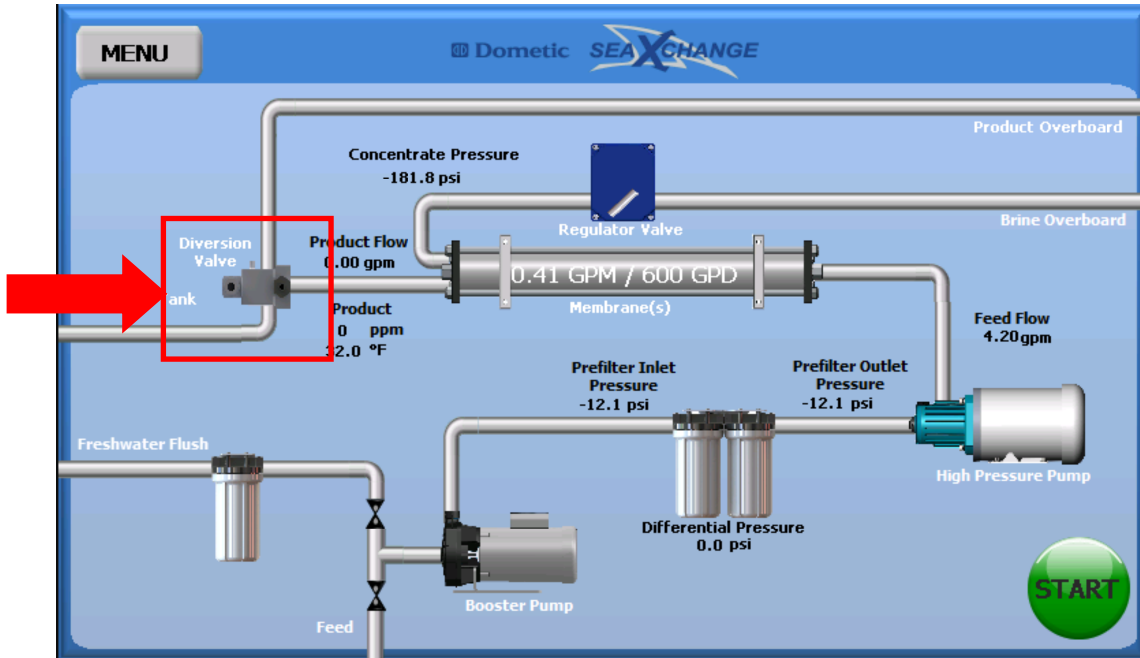 MENU
Dometic SEAXCHANGE
Product Overboard
Concentrate Pressure
-181.8 psi
Brine Overboard
Regulator Valve
Diversion
Valve
Product Flow
0.00 gpm
0.41 GPM / 600 GPD
Membrane(s)
Product
0 ppm
32.0 °F
Feed Flow
4.20gpm
Prefilter Inlet
Pressure
-12.1 psi
Prefilter Outlet
Pressure
-12.1 psi
Freshwater Flush
High Pressure Pump
Differential Pressure
0.0 psi
START
Booster Pump
Feed